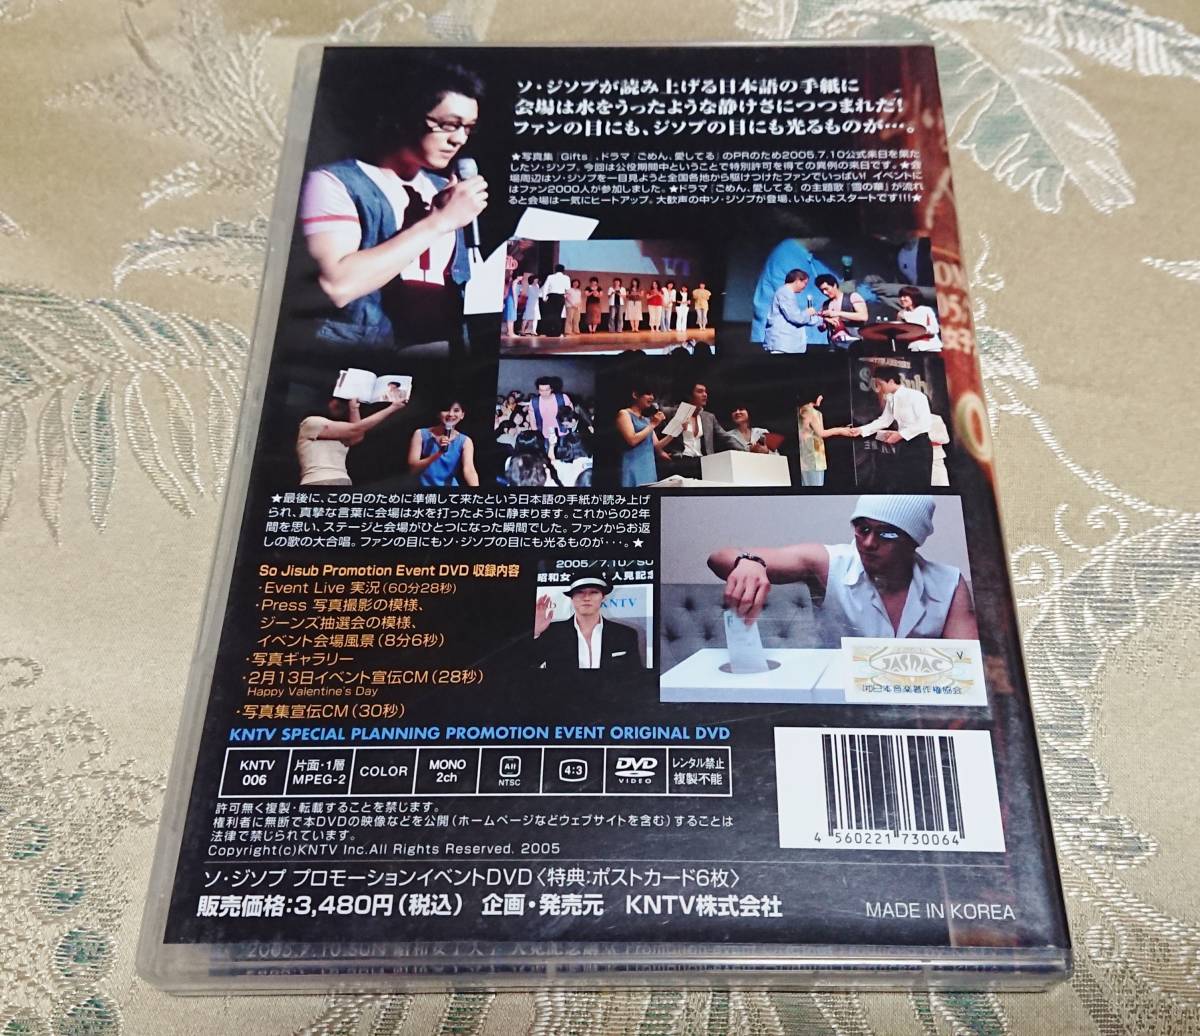 ソ・ジソブが読み上げる日本語の手紙に
会場は水をうったような静けさにつつまれた!
ファンの目にも、ジソブの目にも光るものが…。
★写真集『Gifts』、ドラマ『ごめん、愛してる』のPRのため2005.7.10公式来日を果た
したソ・ジソブ。今回は公役期間中ということで特別許可を得ての異例の来日です。★会
場周辺はソ・ジソブを一目見ようと全国各地から駆けつけたファンでいっぱい!! イベントに
はファン2000人が参加しました。★ドラマ『ごめん、愛してる』の主題歌『雪の華』が流れ
ると会場は一気にヒートアップ。大歓声の中ソ・ジソブが登場、いよいよスタートです!!!★
★最後に、この日のために準備して来たという日本語の手紙が読み上げ
られ、真摯な言葉に会場は水を打ったように静まります。これからの2年
間を思い、ステージと会場がひとつになった瞬間でした。ファンからお返
しの歌の大合唱。ファンの目にもソ・ジソブの目にも光るものが・・・。★
So Jisub Promotion Event DVD 収録内容
・Event Live 実況(60分28秒)
・Press 写真撮影の模様、
ジーンズ抽選会の模様、
イベント会場風景(8分6秒)
・写真ギャラリー
・2月13日イベント宣伝CM(28秒)
Happy Valentine's Day
・写真集宣伝CM(30秒)
2005/7.10/SU
昭和女 人見記念
KNTV
JASRAC
V
(社)日本音楽著作権協会
KNTV SPECIAL PLANNING PROMOTION EVENT ORIGINAL DVD
KNTV
006
片面・1層
MPEG-2
COLOR
MONO
2ch
All
NTSC
4:3
DVD
VIDEO
レンタル禁止
複製不能
許可無く複製・転載することを禁じます。
権利者に無断で本DVDの映像などを公開(ホームページなどウェブサイトを含む)することは
法律で禁じられています。
Copyright(c)KNTV Inc.All Rights Reserved. 2005
4 560221 730064
ソ・ジソブ プロモーションイベントDVD〈特典:ポストカード6枚〉
販売価格:3,480円(税込) 企画・発売元 KNTV株式会社
MADE IN KOREA